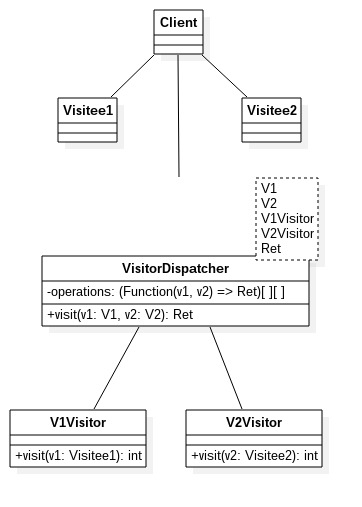 Client
Visitee1
Visitee2
V1
V2
V1Visitor
V2Visitor
Ret
VisitorDispatcher
-operations: (Function(v1, v2) => Ret)[ ][ ]
+visit(v1: V1, v2: V2): Ret
V1Visitor
+visit(v1: Visitee1): int
V2Visitor
+visit(v2: Visitee2): int